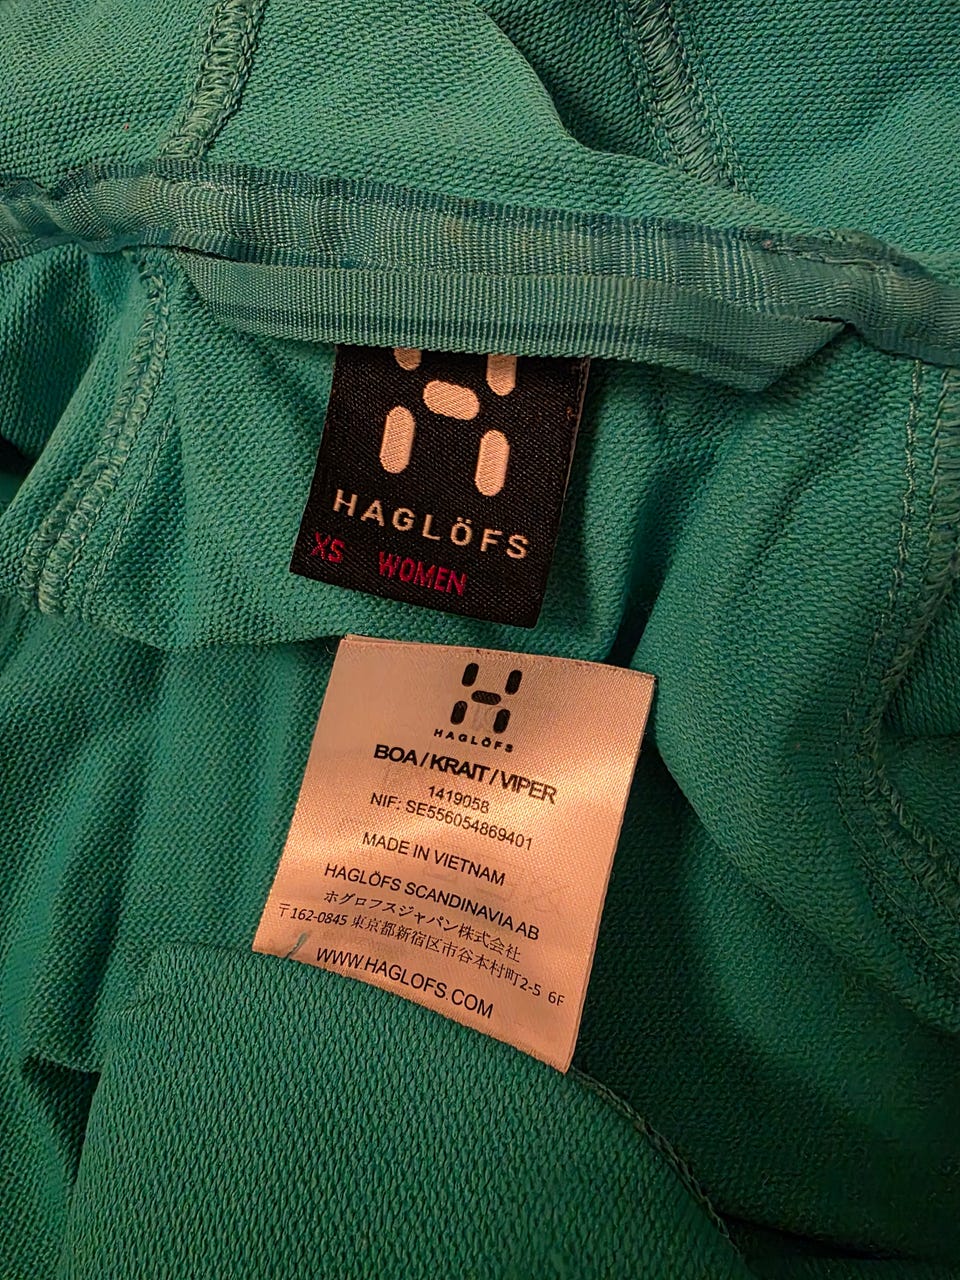 HAGLÖFS
XS WOMEN
HAGLÖFS
BOA / KRAIT / VIPER
1419058
NIF: SE556054869401
MADE IN VIETNAM
HAGLÖFS SCANDINAVIA AB
ホグロフスジャパン株式会社
〒162-0845 東京都新宿区市谷本村町2-5 6F
WWW.HAGLOFS.COM